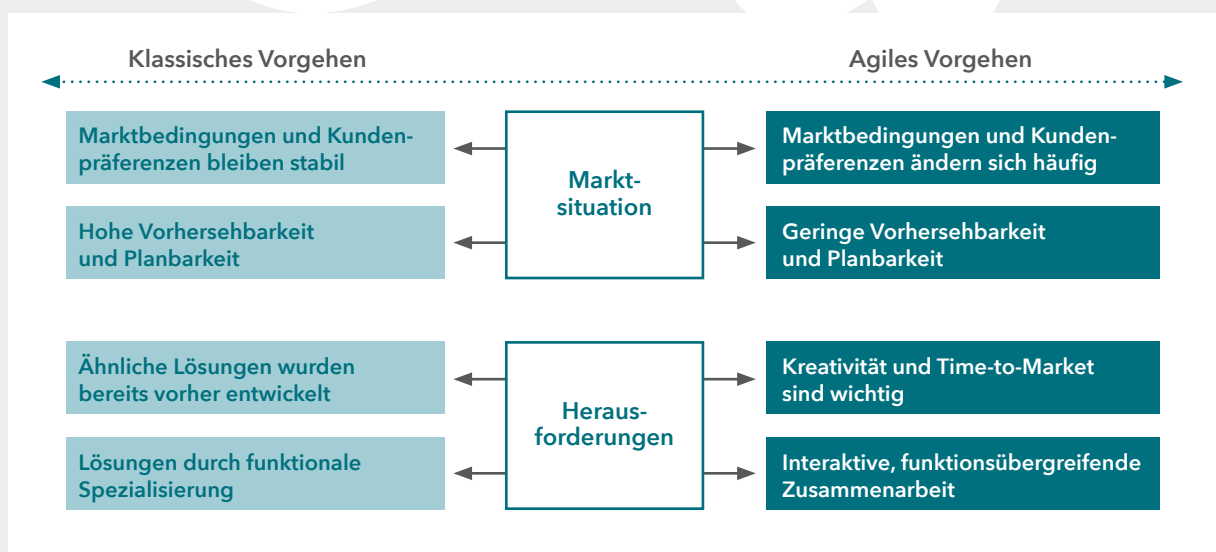 Klassisches Vorgehen
Agiles Vorgehen
Marktbedingungen und Kunden-
präferenzen bleiben stabil
Markt-
situation
Marktbedingungen und Kunden-
präferenzen ändern sich häufig
Hohe Vorhersehbarkeit
und Planbarkeit
Geringe Vorhersehbarkeit
und Planbarkeit
Ähnliche Lösungen wurden
bereits vorher entwickelt
Heraus-
forderungen
Kreativität und Time-to-Market
sind wichtig
Lösungen durch funktionale
Spezialisierung
Interaktive, funktionsübergreifende
Zusammenarbeit